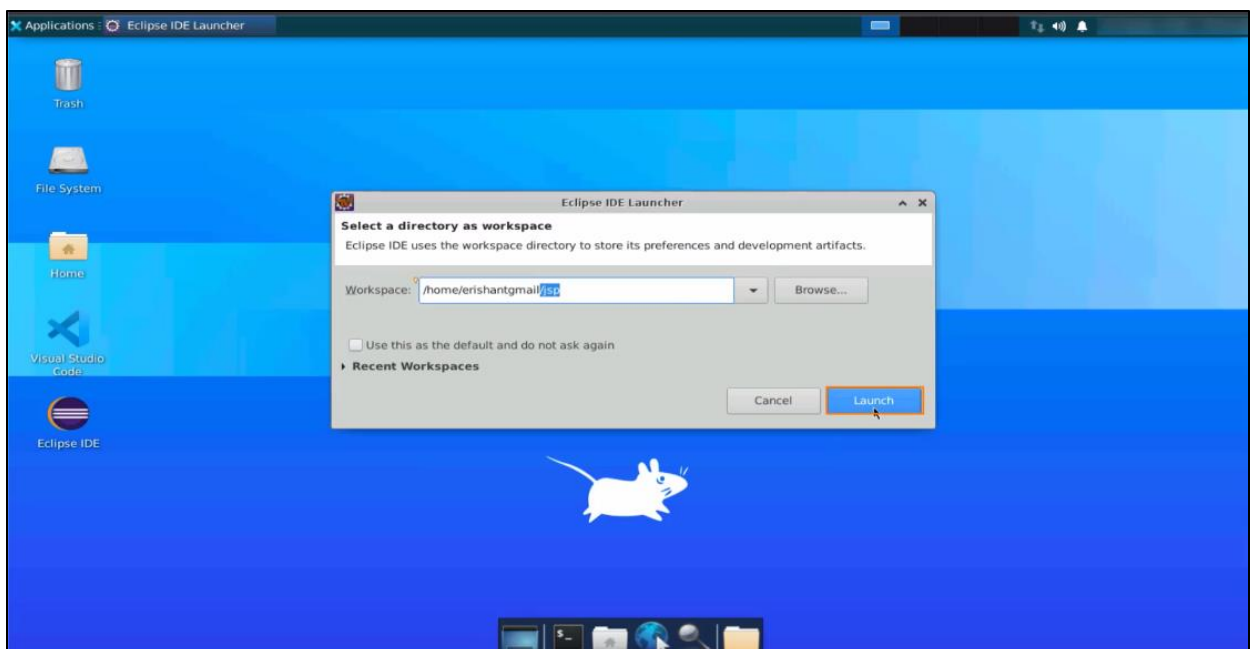 Applications Eclipse IDE Launcher
Trash
File System
Home
Visual Studio
Code
Eclipse IDE
Eclipse IDE Launcher
Select a directory as workspace
Eclipse IDE uses the workspace directory to store its preferences and development artifacts.
Workspace: /home/erishantgmail/jsp Browse...
Use this as the default and do not ask again
Recent Workspaces
Cancel Launch
$_